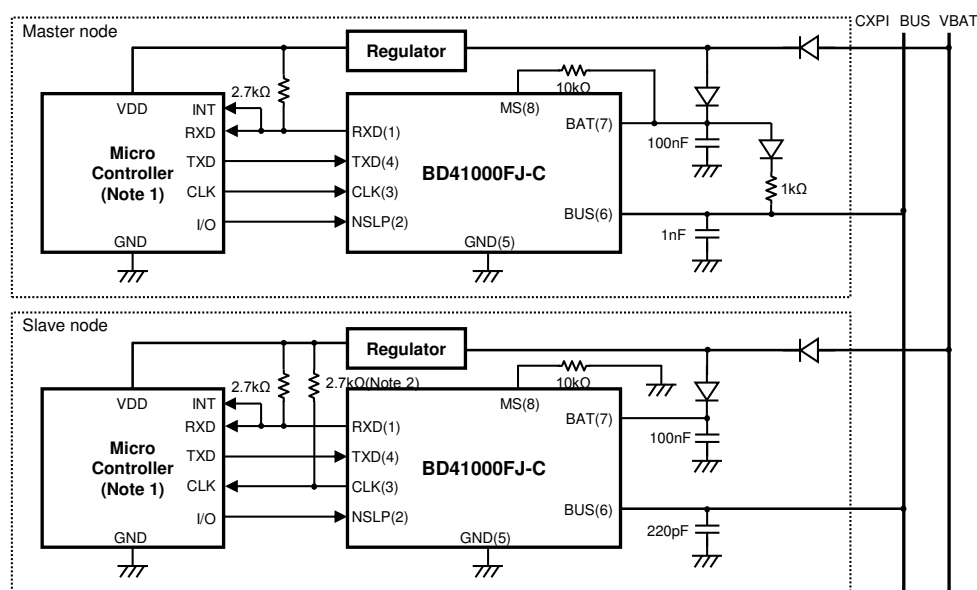 CXPI BUS VBAT
Master node
Regulator
2.7kΩ
10kΩ
VDD
INT
MS(8)
RXD
RXD(1)
BAT(7)
Micro
Controller
(Note 1)
TXD
TXD(4)
100nF
BD41000FJ-C
CLK
CLK(3)
1kΩ
I/O
NSLP(2)
BUS(6)
GND
GND(5)
1nF
Slave node
Regulator
2.7kΩ
2.7kΩ(Note 2)
10kΩ
VDD
INT
MS(8)
RXD
RXD(1)
BAT(7)
Micro
Controller
(Note 1)
TXD
TXD(4)
100nF
BD41000FJ-C
CLK
CLK(3)
I/O
NSLP(2)
BUS(6)
GND
GND(5)
220pF